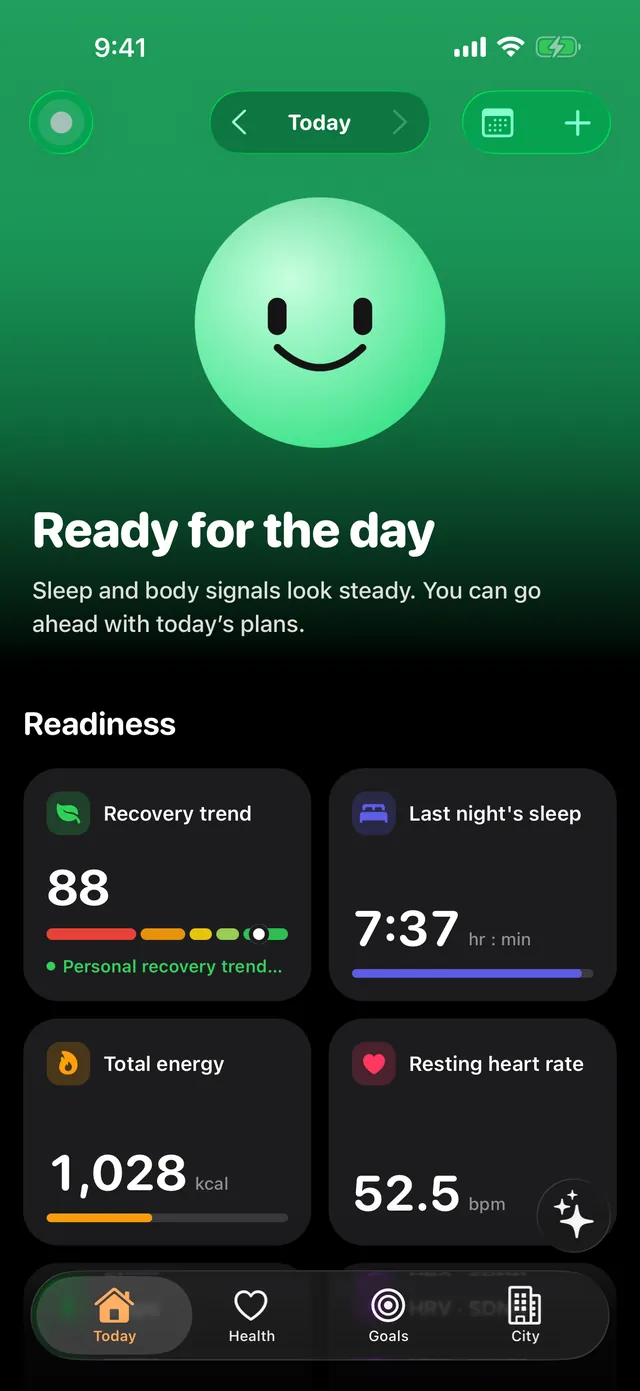 9:41
Today
Ready for the day
Sleep and body signals look steady. You can go
ahead with today’s plans.
Readiness
Recovery trend
88
Personal recovery trend...
Last night's sleep
7:37 hr : min
Total energy
1,028 kcal
Resting heart rate
52.5 bpm
Today
Health
Goals
City